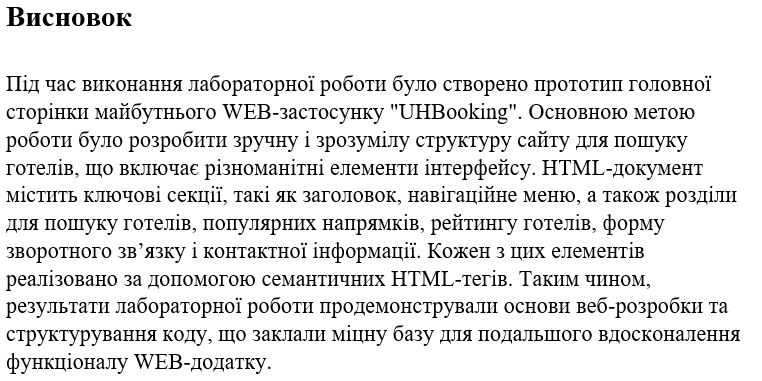 Висновок
Під час виконання лабораторної роботи було створено прототип головної
сторінки майбутнього WEB-застосунку "UHBooking". Основною метою
роботи було розробити зручну і зрозумілу структуру сайту для пошуку
готелів, що включає різноманітні елементи інтерфейсу. HTML-документ
містить ключові секції, такі як заголовок, навігаційне меню, а також розділи
для пошуку готелів, популярних напрямків, рейтингу готелів, форму
зворотного зв’язку і контактної інформації. Кожен з цих елементів
реалізовано за допомогою семантичних HTML-тегів. Таким чином,
результати лабораторної роботи продемонстрували основи веб-розробки та
структурування коду, що заклали міцну базу для подальшого вдосконалення
функціоналу WEB-додатку.